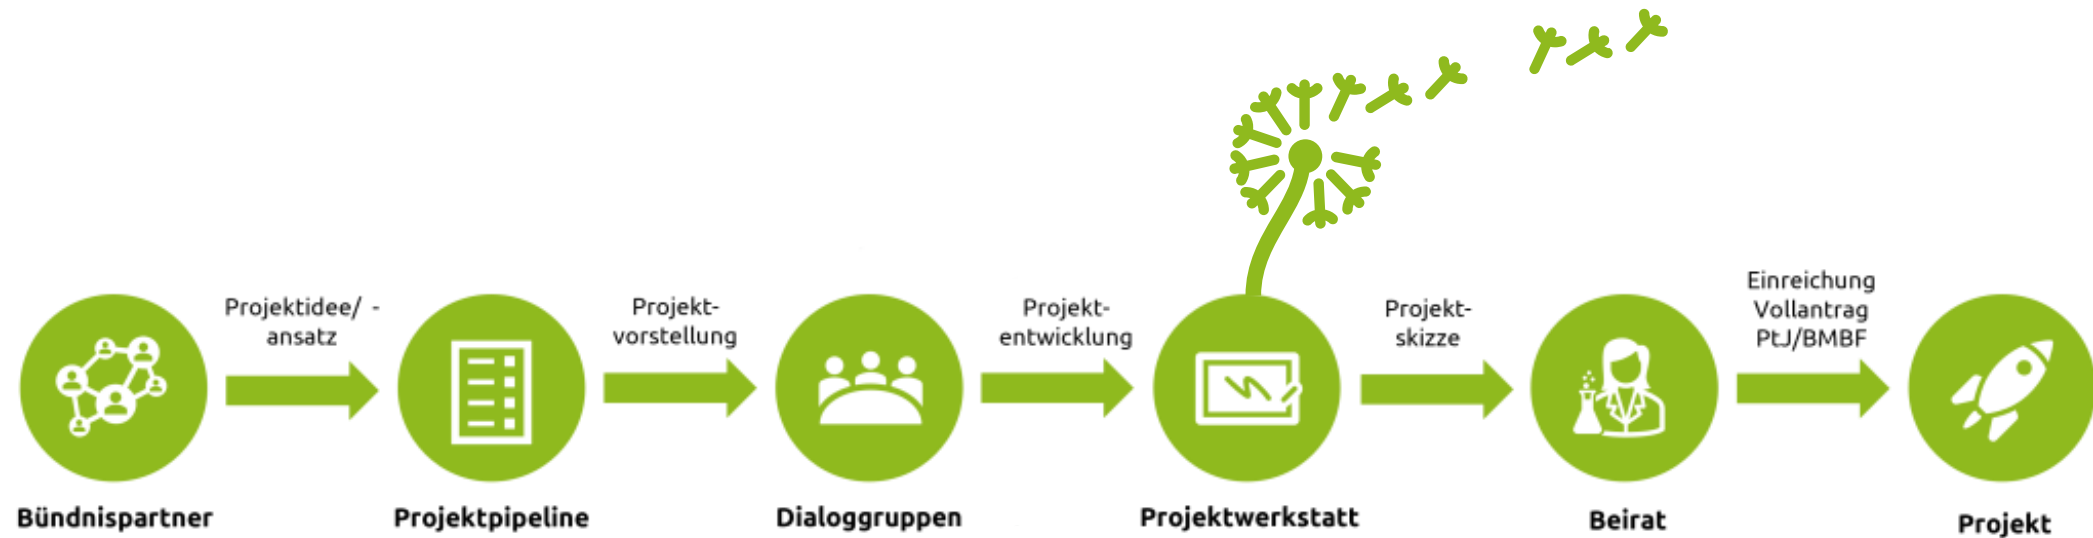 Projektidee/ -
ansatz
Projekt-
vorstellung
Projekt-
entwicklung
Projekt-
skizze
Einreichung
Vollantrag
PtJ/BMBF
Bündnispartner
Projektpipeline
Dialoggruppen
Projektwerkstatt
Beirat
Projekt